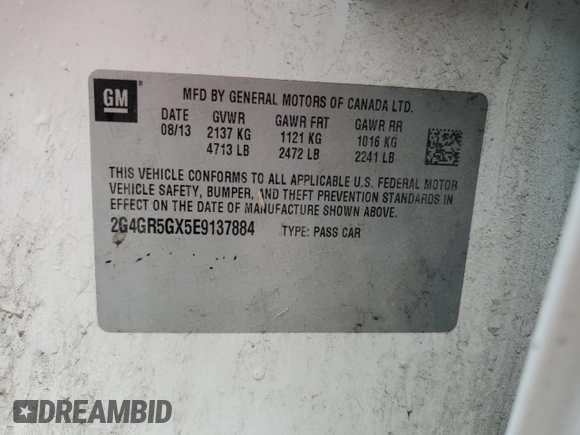 GM
MFD BY GENERAL MOTORS OF CANADA LTD.
DATE GVWR GAWR FRT GAWR RR
08/13 2137 KG 1121 KG 1016 KG
4713 LB 2472 LB 2241 LB
THIS VEHICLE CONFORMS TO ALL APPLICABLE U.S. FEDERAL MOTOR
VEHICLE SAFETY, BUMPER, AND THEFT PREVENTION STANDARDS IN
EFFECT ON THE DATE OF MANUFACTURE SHOWN ABOVE.
2G4GR5GX5E9137884 TYPE: PASS CAR
DREAMBID